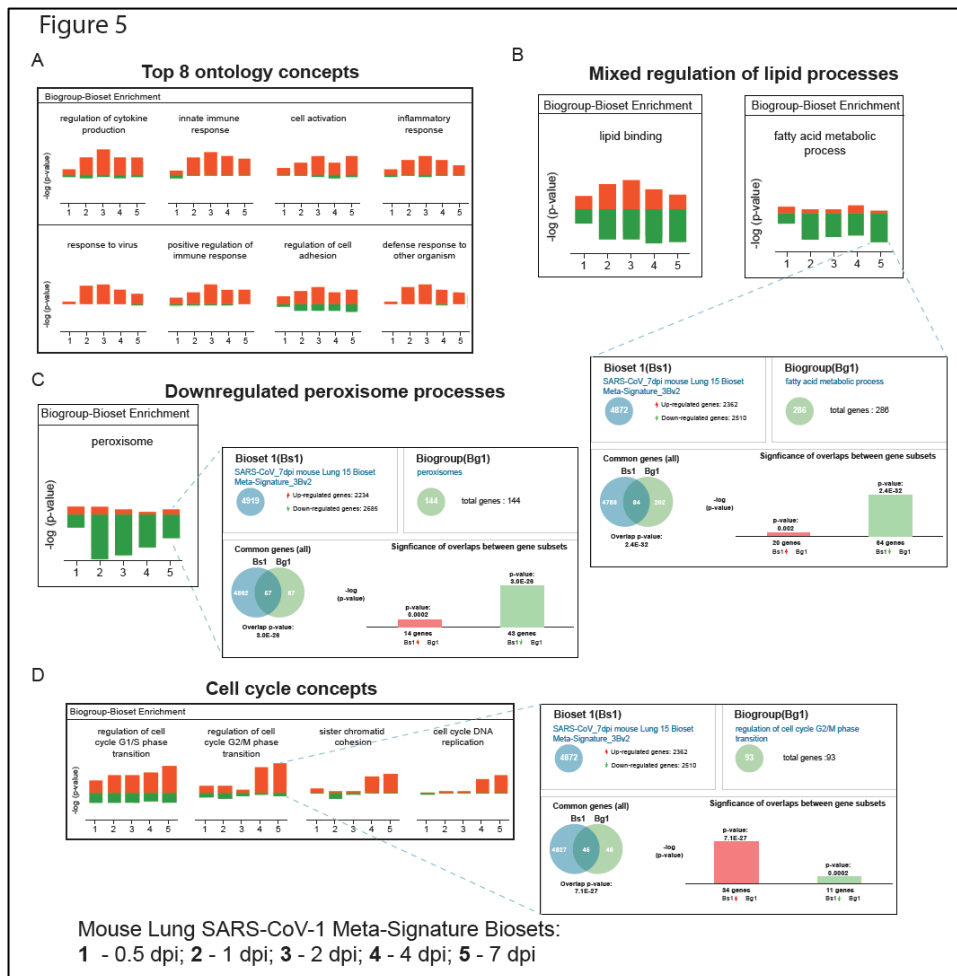 Figure 5
A
Top 8 ontology concepts
Biogroup-Bioset Enrichment
regulation of cytokine production
innate immune response
cell activation
inflammatory response
-log (p-value)
1 2 3 4 5
1 2 3 4 5
1 2 3 4 5
1 2 3 4 5
response to virus
positive regulation of immune response
regulation of cell adhesion
defense response to other organism
-log (p-value)
1 2 3 4 5
1 2 3 4 5
1 2 3 4 5
1 2 3 4 5
B
Mixed regulation of lipid processes
Biogroup-Bioset Enrichment
lipid binding
-log (p-value)
1 2 3 4 5
Biogroup-Bioset Enrichment
fatty acid metabolic process
-log (p-value)
1 2 3 4 5
Bioset 1(Bs1)
SARS-CoV_7dpi mouse Lung 15 Bioset
Meta-Signature_3Bv2
4872
Up-regulated genes: 2362
Down-regulated genes: 2510
Biogroup(Bg1)
fatty acid metabolic process
286
total genes : 286
Common genes (all)
Bs1 Bg1
4788 84 202
Overlap p-value:
2.4E-32
Signficance of overlaps between gene subsets
-log
(p-value)
p-value:
0.002
20 genes
Bs1 Bg1
p-value:
2.4E-32
64 genes
Bs1 Bg1
C
Downregulated peroxisome processes
Biogroup-Bioset Enrichment
peroxisome
-log (p-value)
1 2 3 4 5
Bioset 1(Bs1)
SARS-CoV_7dpi mouse Lung 15 Bioset
Meta-Signature_3Bv2
4919
Up-regulated genes: 2234
Down-regulated genes: 2685
Biogroup(Bg1)
peroxisomes
144
total genes : 144
Common genes (all)
Bs1 Bg1
4862 57 87
Overlap p-value:
3.0E-26
Signficance of overlaps between gene subsets
-log
(p-value)
p-value:
0.0002
14 genes
Bs1 Bg1
p-value:
3.0E-26
43 genes
Bs1 Bg1
D
Cell cycle concepts
Biogroup-Bioset Enrichment
regulation of cell cycle G1/S phase transition
regulation of cell cycle G2/M phase transition
sister chromatid cohesion
cell cycle DNA replication
-log (p-value)
1 2 3 4 5
1 2 3 4 5
1 2 3 4 5
1 2 3 4 5
Bioset 1(Bs1)
SARS-CoV_7dpi mouse Lung 15 Bioset
Meta-Signature_3Bv2
4872
Up-regulated genes: 2362
Down-regulated genes: 2510
Biogroup(Bg1)
regulation of cell cycle G2/M phase
transition
93
total genes :93
Common genes (all)
Bs1 Bg1
4827 45 48
Overlap p-value:
7.1E-27
Significance of overlaps between gene subsets
-log
(p-value)
p-value:
7.1E-27
34 genes
Bs1 Bg1
p-value:
0.0002
11 genes
Bs1 Bg1
Mouse Lung SARS-CoV-1 Meta-Signature Biosets:
1 - 0.5 dpi; 2 - 1 dpi; 3 - 2 dpi; 4 - 4 dpi; 5 - 7 dpi